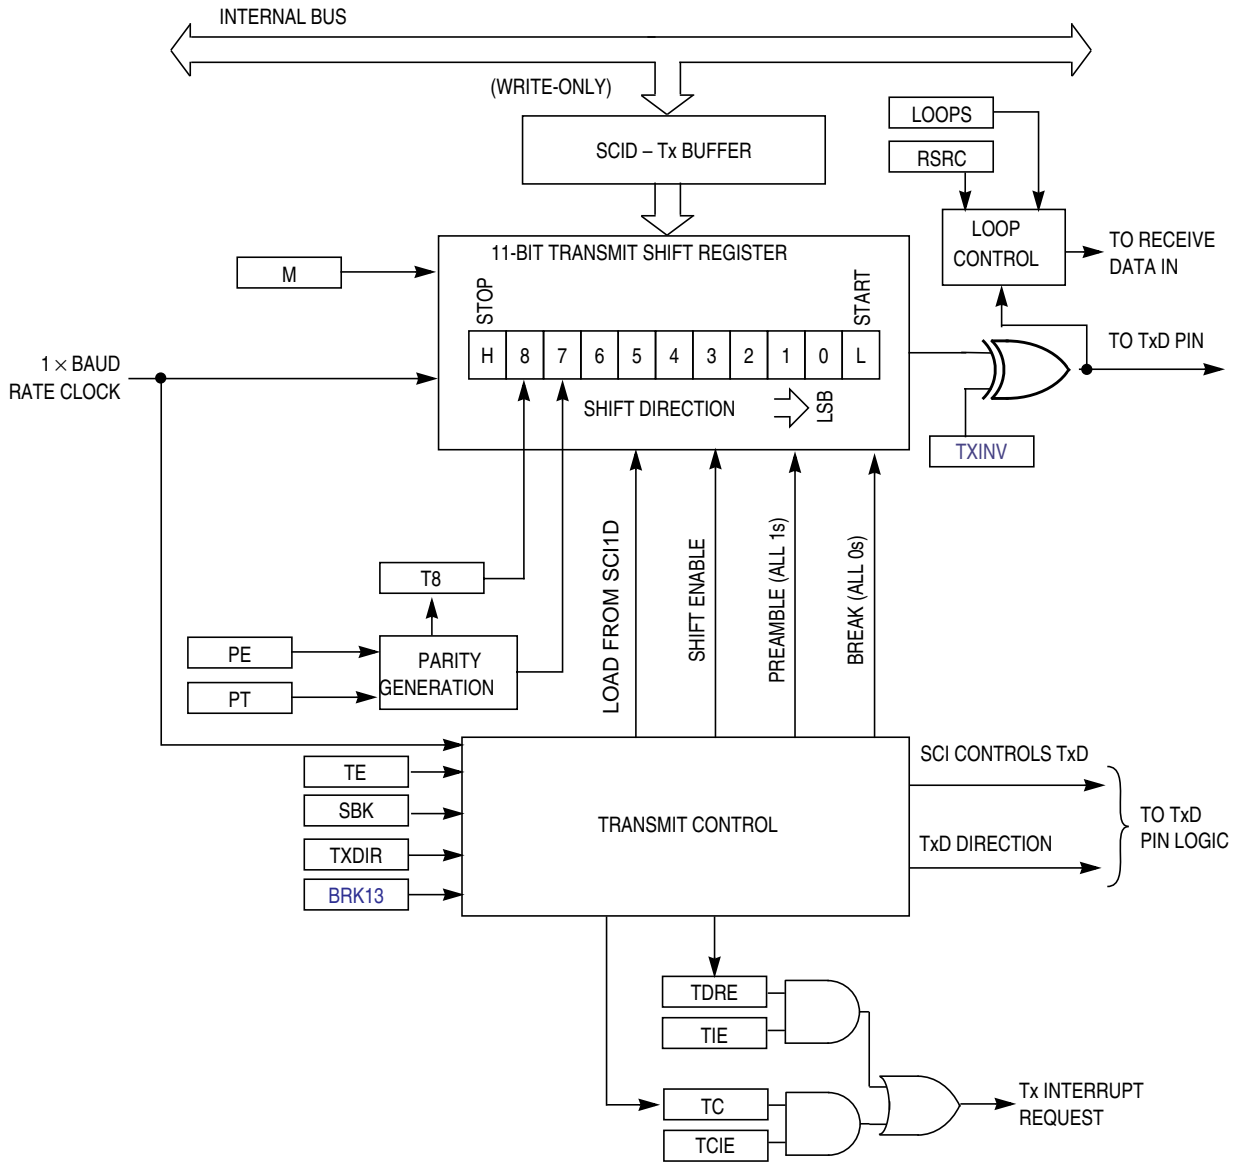 INTERNAL BUS
(WRITE-ONLY)
SCID – Tx BUFFER
LOOPS
RSRC
LOOP
CONTROL
TO RECEIVE
DATA IN
11-BIT TRANSMIT SHIFT REGISTER
M
STOP
START
H 8 7 6 5 4 3 2 1 0 L
1 × BAUD
RATE CLOCK
SHIFT DIRECTION
LSB
TO TxD PIN
TXINV
LOAD FROM SCI1D
SHIFT ENABLE
PREAMBLE (ALL 1s)
BREAK (ALL 0s)
T8
PE
PT
PARITY
GENERATION
TE
SBK
TXDIR
BRK13
TRANSMIT CONTROL
SCI CONTROLS TxD
TxD DIRECTION
TO TxD
PIN LOGIC
TDRE
TIE
TC
TCIE
Tx INTERRUPT
REQUEST